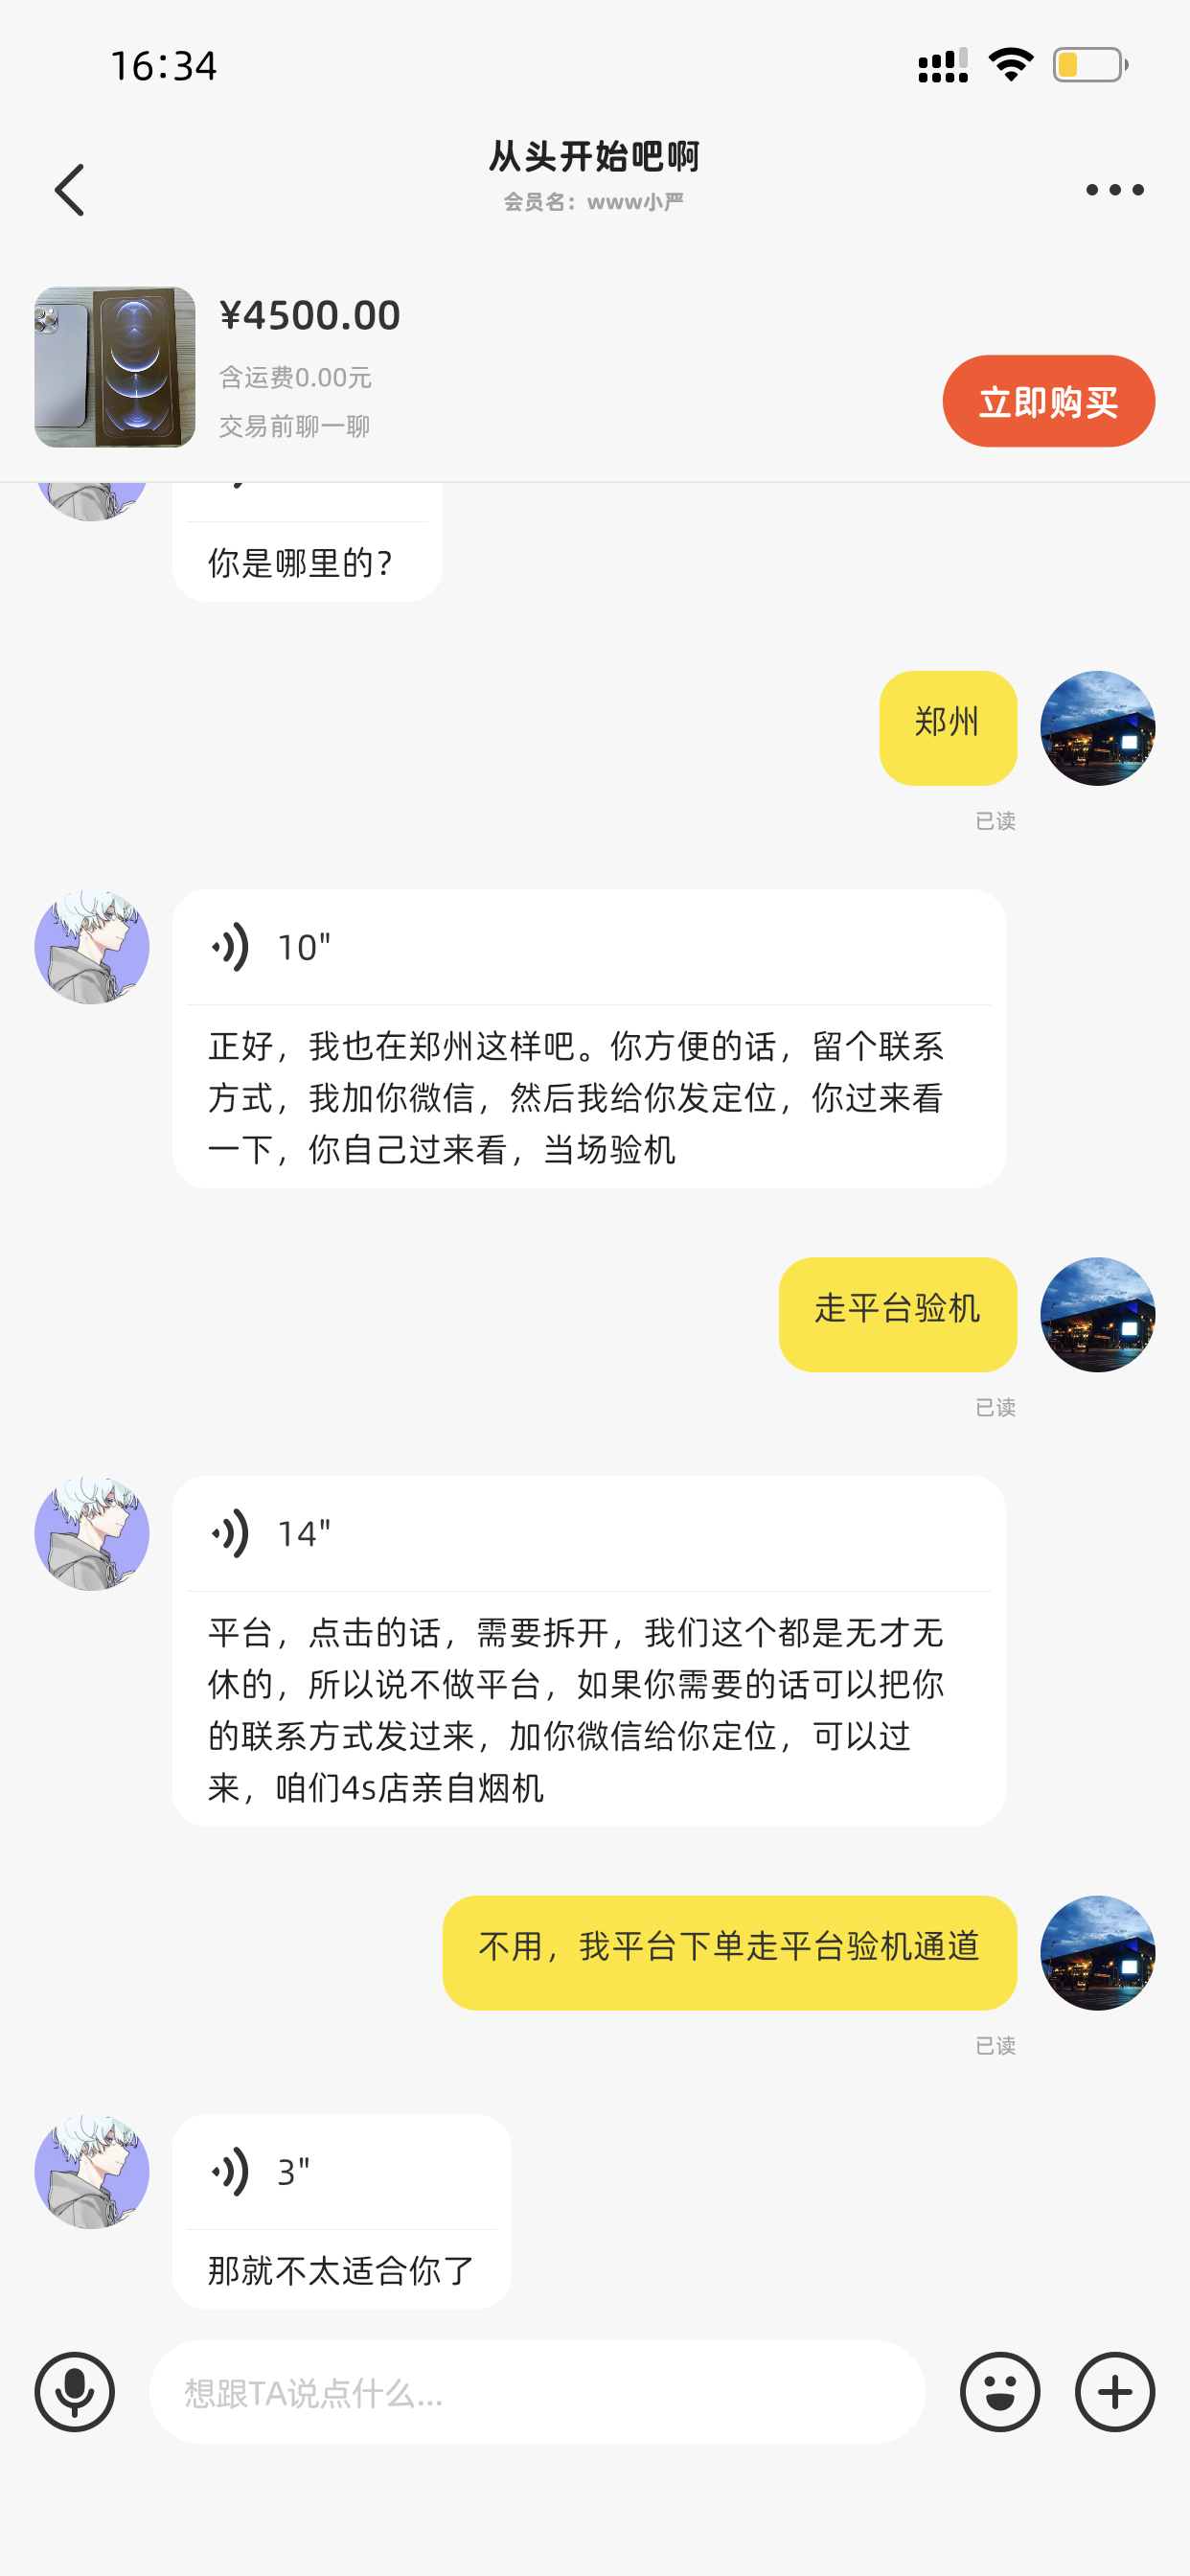 16:34
从头开始吧啊
会员名：www小严
¥4500.00
含运费0.00元
交易前聊一聊
立即购买
你是哪里的?
郑州
已读
10"
正好，我也在郑州这样吧。你方便的话，留个联系
方式，我加你微信，然后我给你发定位，你过来看
一下，你自己过来看，当场验机
走平台验机
已读
14"
平台，点击的话，需要拆开，我们这个都是无才无
休的，所以说不做平台，如果你需要的话可以把你
的联系方式发过来，加你微信给你定位，可以过
来，咱们4s店亲自烟机
不用，我平台下单走平台验机通道
已读
3"
那就不太适合你了
想跟TA说点什么...